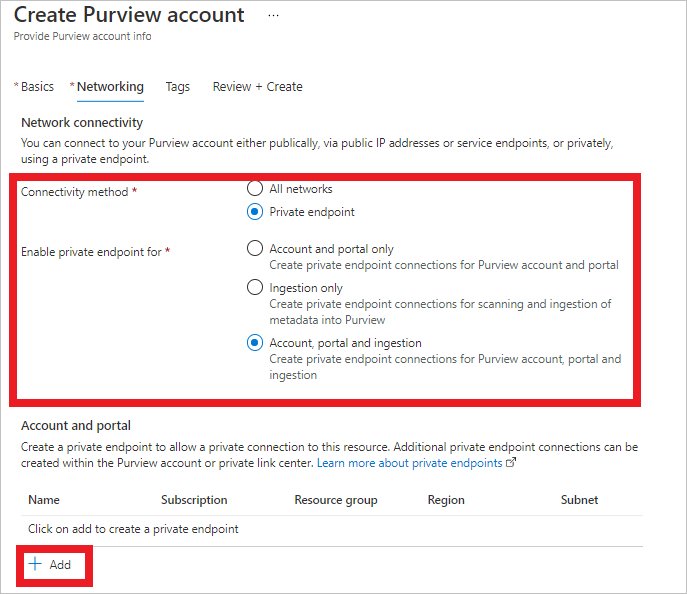 Create Purview account ...
Provide Purview account info
* Basics * Networking Tags Review + Create
Network connectivity
You can connect to your Purview account either publically, via public IP addresses or service endpoints, or privately,
using a private endpoint.
Connectivity method *
All networks
Private endpoint
Enable private endpoint for *
Account and portal only
Create private endpoint connections for Purview account and portal
Ingestion only
Create private endpoint connections for scanning and ingestion of
metadata into Purview
Account, portal and ingestion
Create private endpoint connections for Purview account, portal and
ingestion
Account and portal
Create a private endpoint to allow a private connection to this resource. Additional private endpoint connections can be
created within the Purview account or private link center. Learn more about private endpoints
Name Subscription Resource group Region Subnet
Click on add to create a private endpoint
+ Add